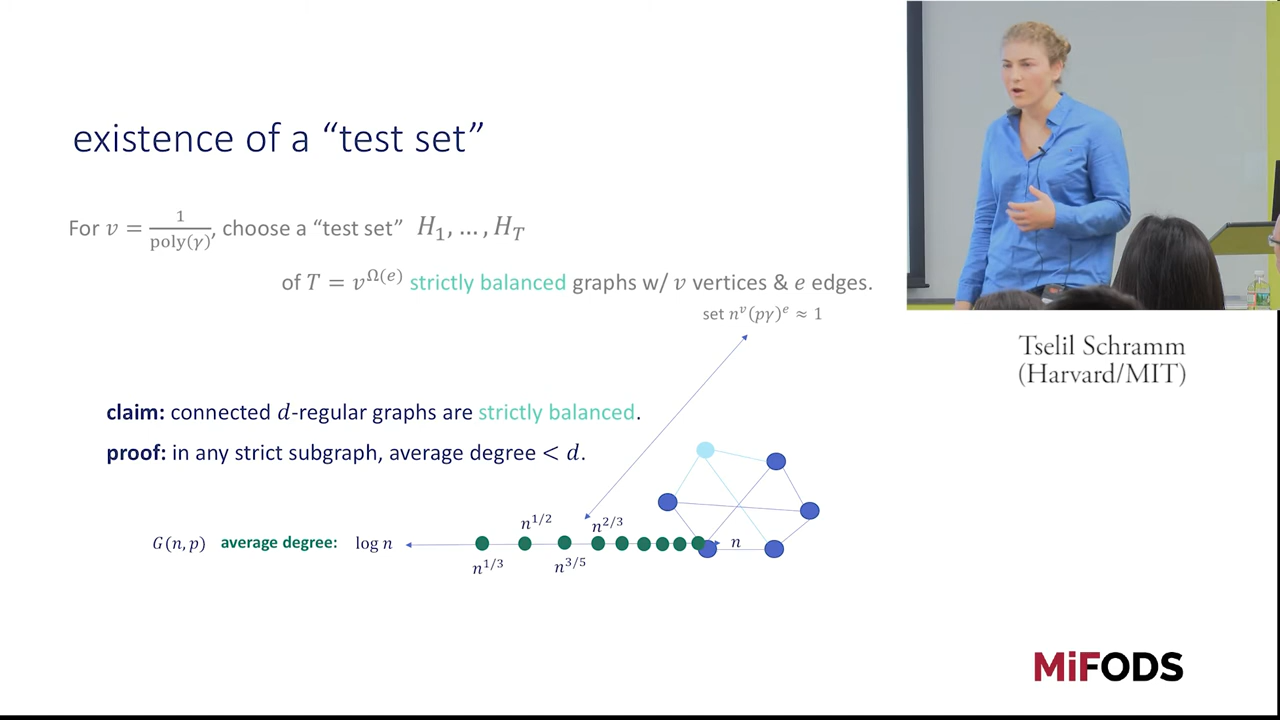 existence of a “test set”
For v = 1/poly(γ), choose a “test set” H₁, … , H_T
of T = v^Ω(e) strictly balanced graphs w/ v vertices & e edges.
set n^v(pγ)^e ≈ 1
Tselil Schramm
(Harvard/MIT)
claim: connected d-regular graphs are strictly balanced.
proof: in any strict subgraph, average degree < d.
n^1/2
n^2/3
G(n, p) average degree: log n
n
n^1/3
n^3/5
MiFODS